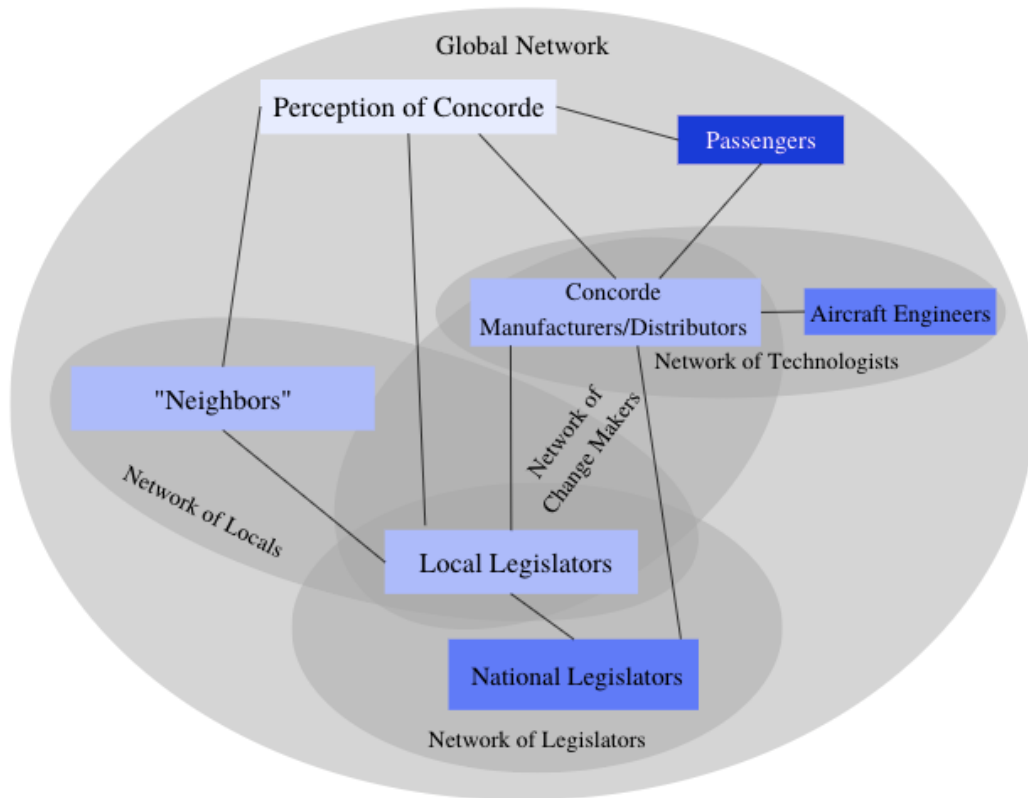 Global Network
Perception of Concorde
Passengers
Concorde
Manufacturers/Distributors
Aircraft Engineers
Network of Technologists
"Neighbors"
Network of
Change Makers
Network of Locals
Local Legislators
National Legislators
Network of Legislators